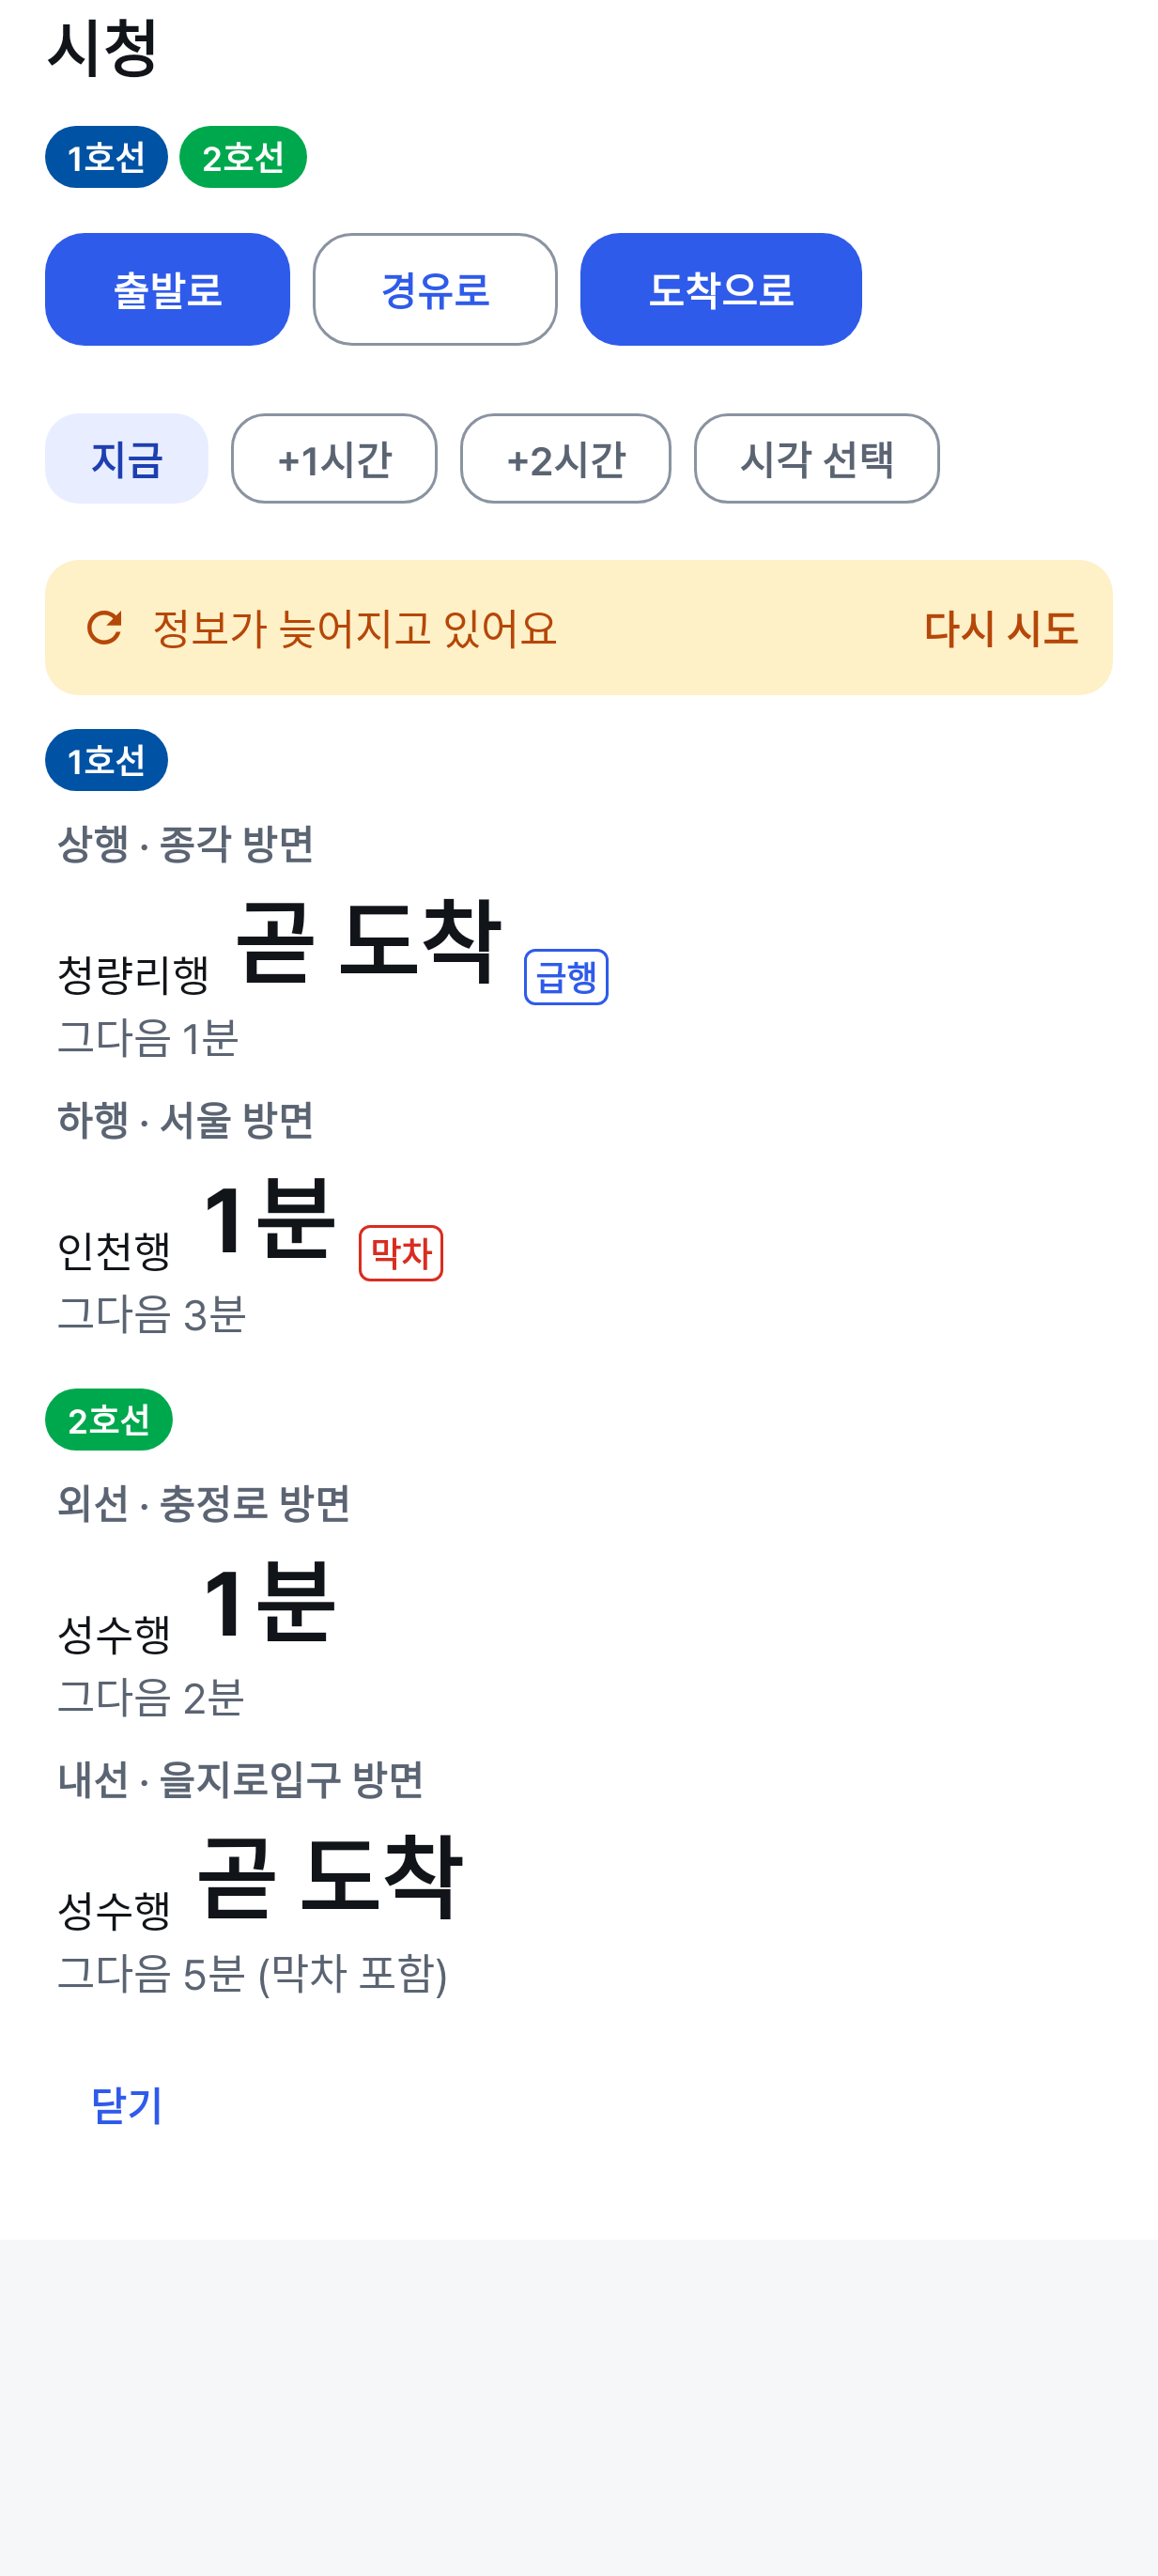 시청
1호선 2호선
출발로 경유로 도착으로
지금 +1시간 +2시간 시각 선택
정보가 늦어지고 있어요 다시 시도
1호선
상행 · 종각 방면
청량리행 곧 도착 급행
그다음 1분
하행 · 서울 방면
인천행 1분 막차
그다음 3분
2호선
외선 · 충정로 방면
성수행 1분
그다음 2분
내선 · 을지로입구 방면
성수행 곧 도착
그다음 5분 (막차 포함)
닫기